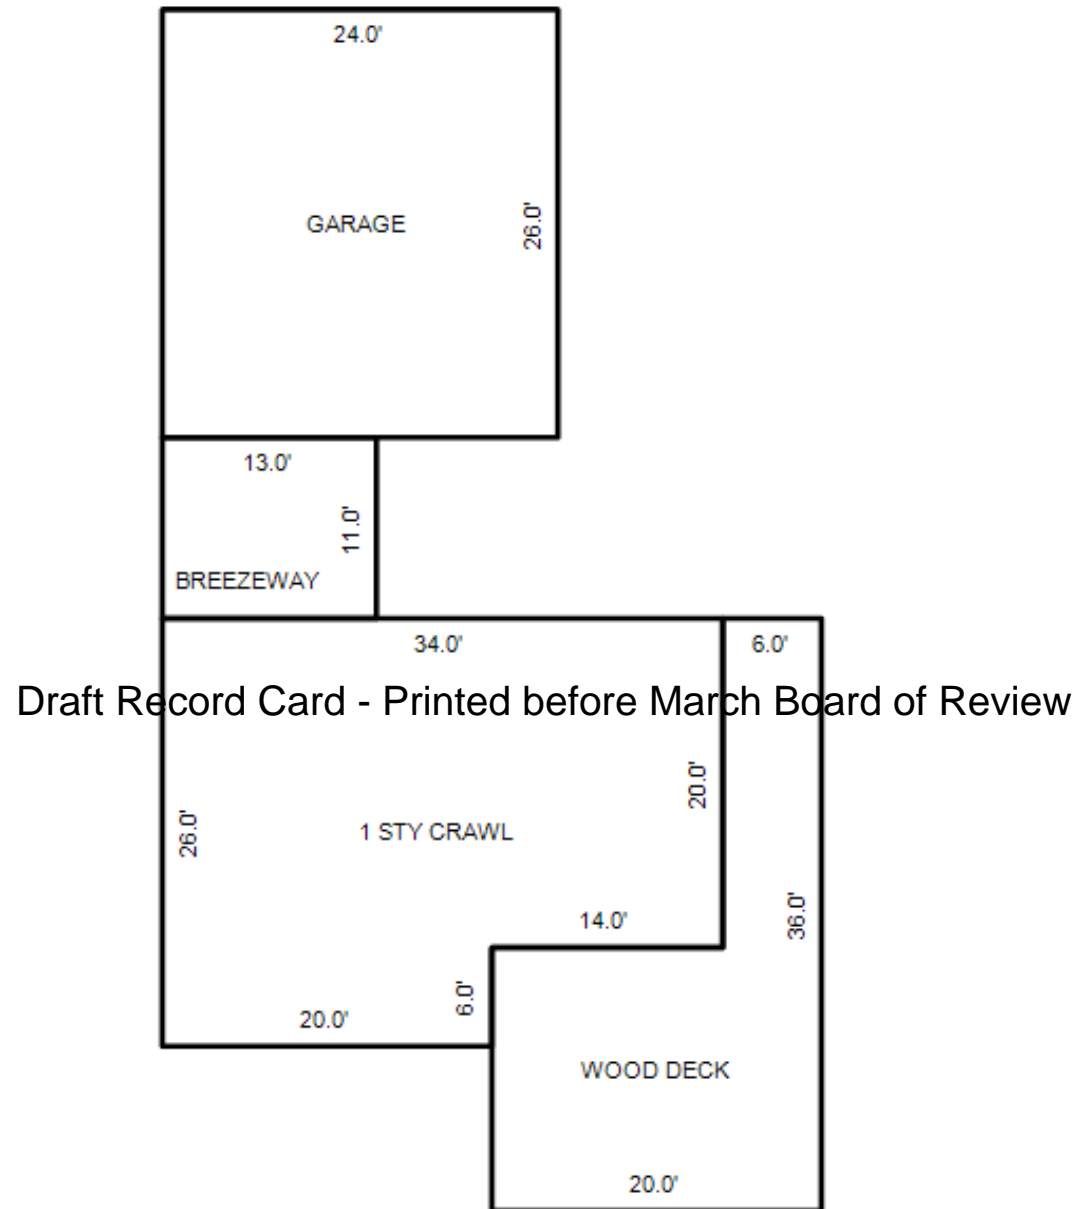 24.0'
26.0'
GARAGE
13.0'
11.0'
BREEZEWAY
34.0'
6.0'
Draft Record Card - Printed before March Board of Review
20.0'
26.0'
1 STY CRAWL
36.0'
14.0'
6.0'
20.0'
WOOD DECK
20.0'